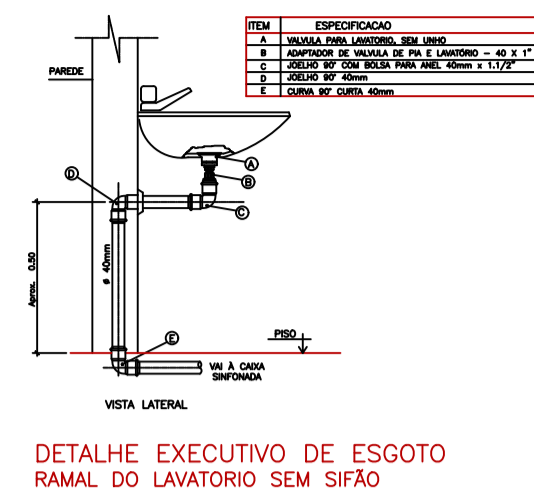 ITEM ESPECIFICACAO
A VALVULA PARA LAVATORIO, SEM UNHO
B ADAPTADOR DE VALVULA DE PIA E LAVATÓRIO - 40 X 1"
C JOELHO 90° COM BOLSA PARA ANEL 40mm x 1.1/2"
D JOELHO 90° 40mm
E CURVA 90° CURTA 40mm
PAREDE
A
B
D
C
Aprox. 0.50
ø 40mm
E
PISO
VAI À CAIXA
SINFONADA
VISTA LATERAL
DETALHE EXECUTIVO DE ESGOTO
RAMAL DO LAVATORIO SEM SIFÃO